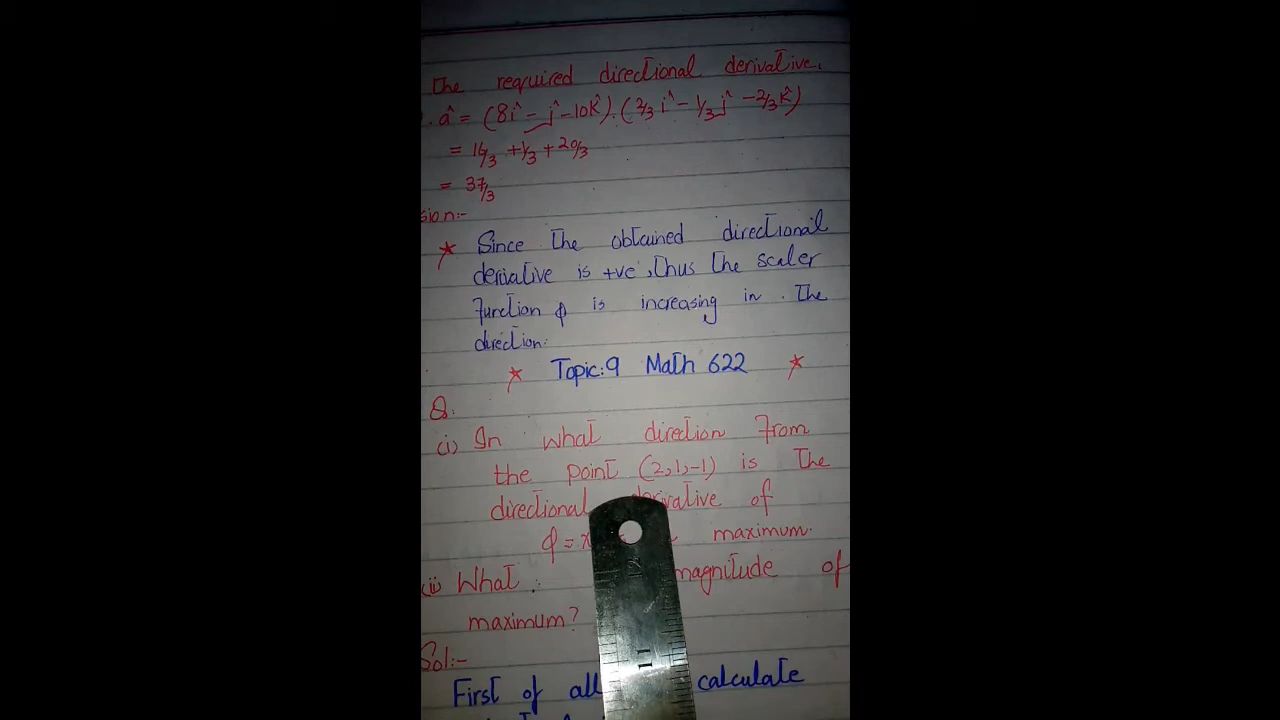 The required directional derivative.
. â = (8î - ĵ - 10k̂).(2/3 î - 1/3 ĵ - 2/3 k̂)
= 16/3 + 1/3 + 20/3
= 37/3
sion:-
* Since the obtained directional
derivative is +ve, Thus the scaler
function ϕ is increasing in . The
direction.
* Topic:9 Math 622 *
Q.
(i) In what direction from
the point (2,1,-1) is the
directional derivative of
ϕ = x maximum.
(ii) What magnitude of
maximum?
Sol:-
First of all calculate